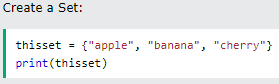 Create a Set:
thisset = {"apple", "banana", "cherry"}
print(thisset)